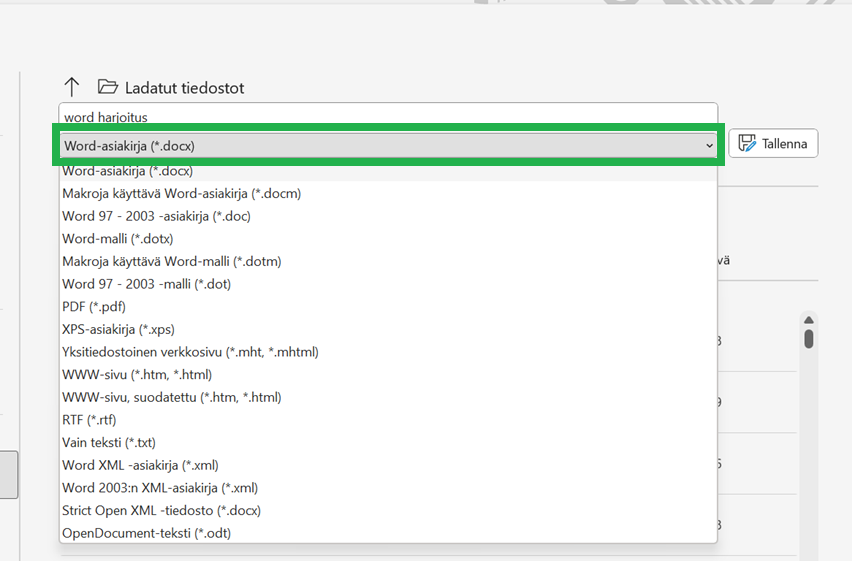 Ladatut tiedostot
word harjoitus
Word-asiakirja (*.docx)
Tallenna
Word-asiakirja (*.docx)
Makroja käyttävä Word-asiakirja (*.docm)
Word 97 - 2003 -asiakirja (*.doc)
Word-malli (*.dotx)
Makroja käyttävä Word-malli (*.dotm)
vä
Word 97 - 2003 -malli (*.dot)
PDF (*.pdf)
XPS-asiakirja (*.xps)
Yksitiedostoinen verkkosivu (*.mht, *.mhtml)
WWW-sivu (*.htm, *.html)
WWW-sivu, suodatettu (*.htm, *.html)
RTF (*.rtf)
Vain teksti (*.txt)
Word XML -asiakirja (*.xml)
Word 2003:n XML-asiakirja (*.xml)
Strict Open XML -tiedosto (*.docx)
OpenDocument-teksti (*.odt)